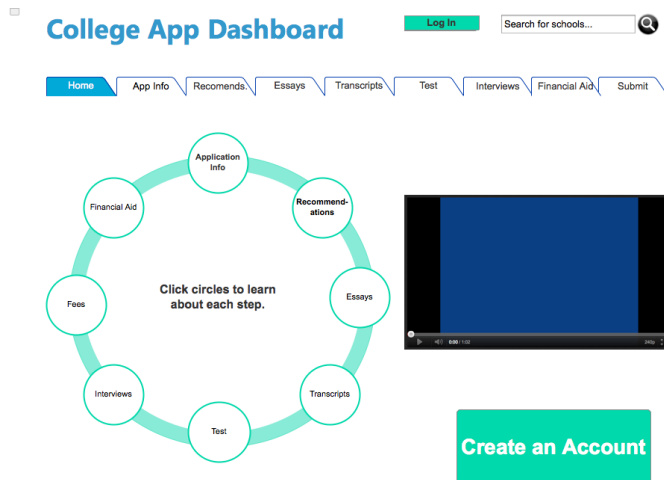 College App Dashboard
Log In
Search for schools...
Home
App Info
Recomends.
Essays
Transcripts
Test
Interviews
Financial Aid
Submit
Application
Info
Recommend-
ations
Financial Aid
Click circles to learn
about each step.
Essays
Fees
Interviews
Transcripts
Test
0:00 / 1:02
240p
Create an Account